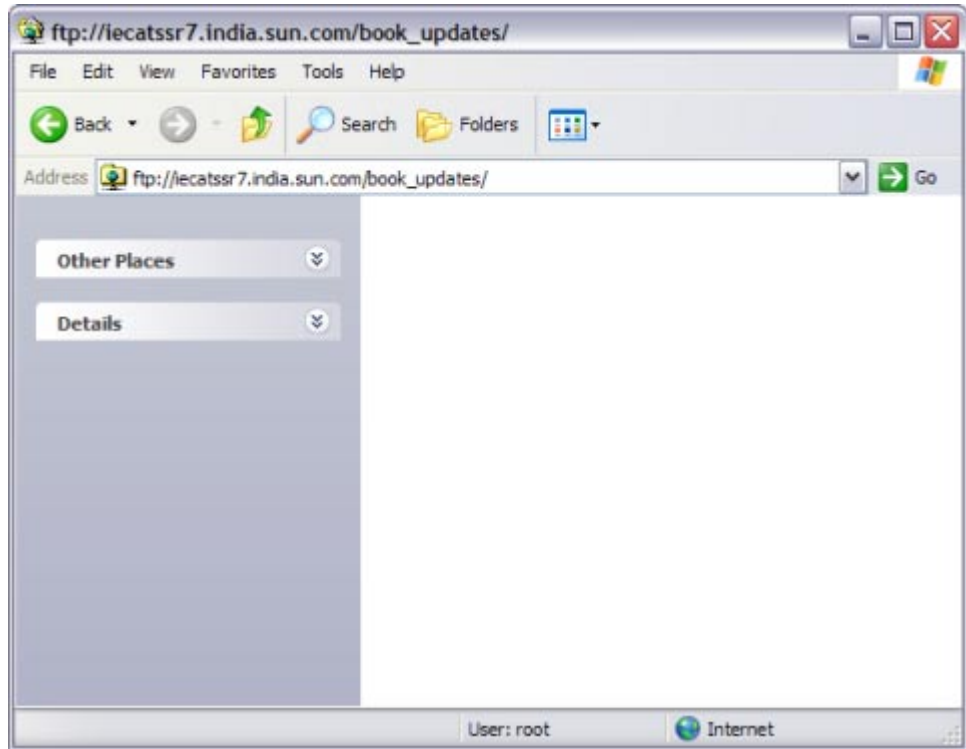 ftp://iecatssr7.india.sun.com/book_updates/
File Edit View Favorites Tools Help
Back Search Folders
Address ftp://iecatssr7.india.sun.com/book_updates/ Go
Other Places
Details
User: root Internet